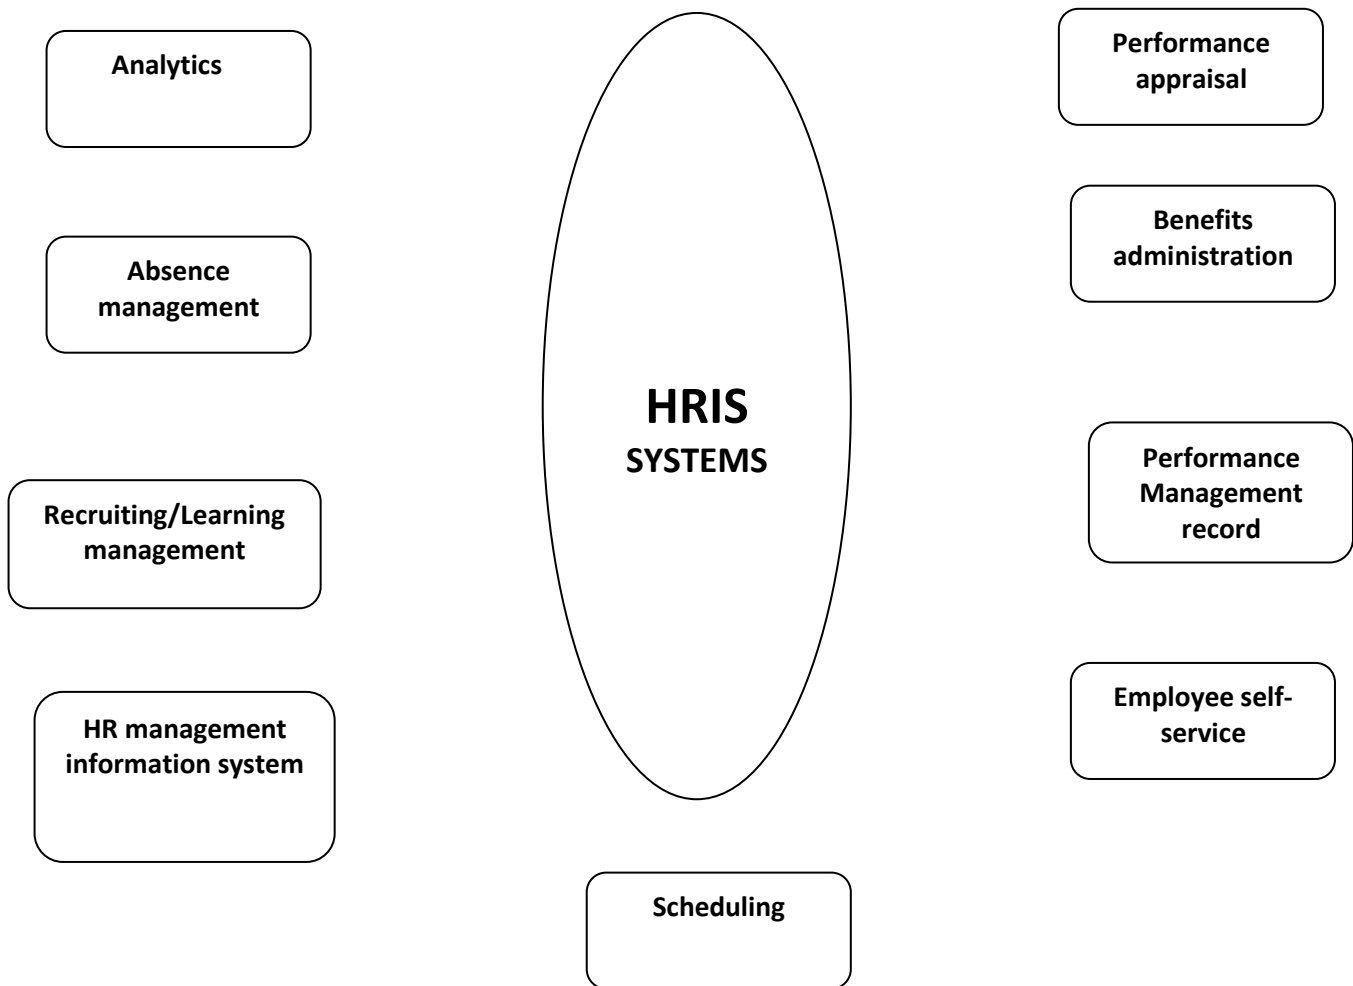 Analytics
Absence
management
Recruiting/Learning
management
HR management
information system
HRIS
SYSTEMS
Scheduling
Performance
appraisal
Benefits
administration
Performance
Management
record
Employee self-
service